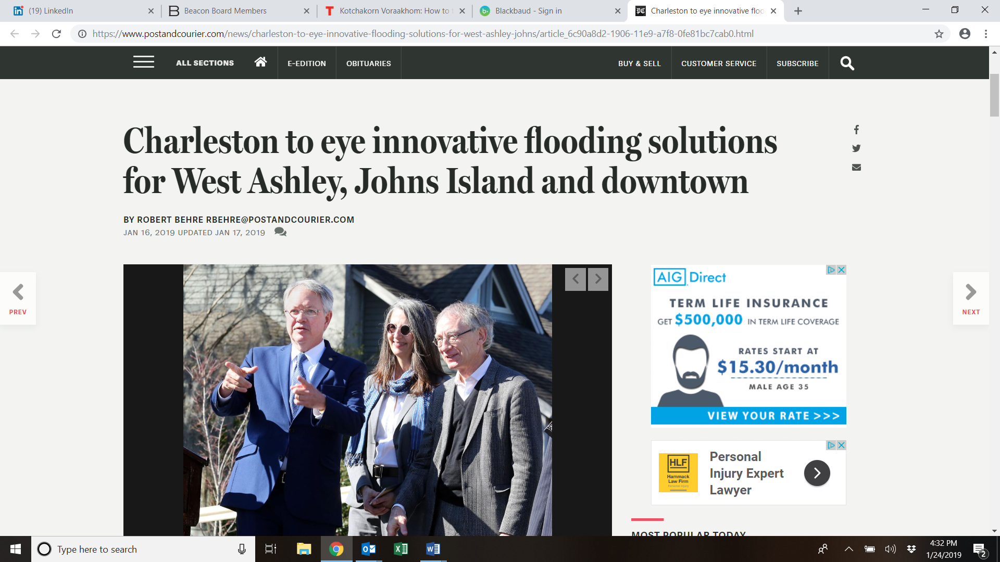 (19) LinkedIn
Beacon Board Members
Kotchakorn Voraakhom: How to
Blackbaud - Sign in
Charleston to eye innovative floo
https://www.postandcourier.com/news/charleston-to-eye-innovative-flooding-solutions-for-west-ashley-johns/article_6c90a8d2-1906-11e9-a7f8-0fe81bc7cab0.html
ALL SECTIONS
E-EDITION
OBITUARIES
BUY & SELL
CUSTOMER SERVICE
SUBSCRIBE
Charleston to eye innovative flooding solutions
for West Ashley, Johns Island and downtown
BY ROBERT BEHRE RBEHRE@POSTANDCOURIER.COM
JAN 16, 2019 UPDATED JAN 17, 2019
PREV
NEXT
AIG Direct
TERM LIFE INSURANCE
GET $500,000 IN TERM LIFE COVERAGE
RATES START AT
$15.30/month
MALE AGE 35
VIEW YOUR RATE >>>
HLF
Hammack
Law Firm
Personal Injury
Personal
Injury Expert
Lawyer
MOST POPULAR TODAY
Type here to search
4:32 PM
1/24/2019
2